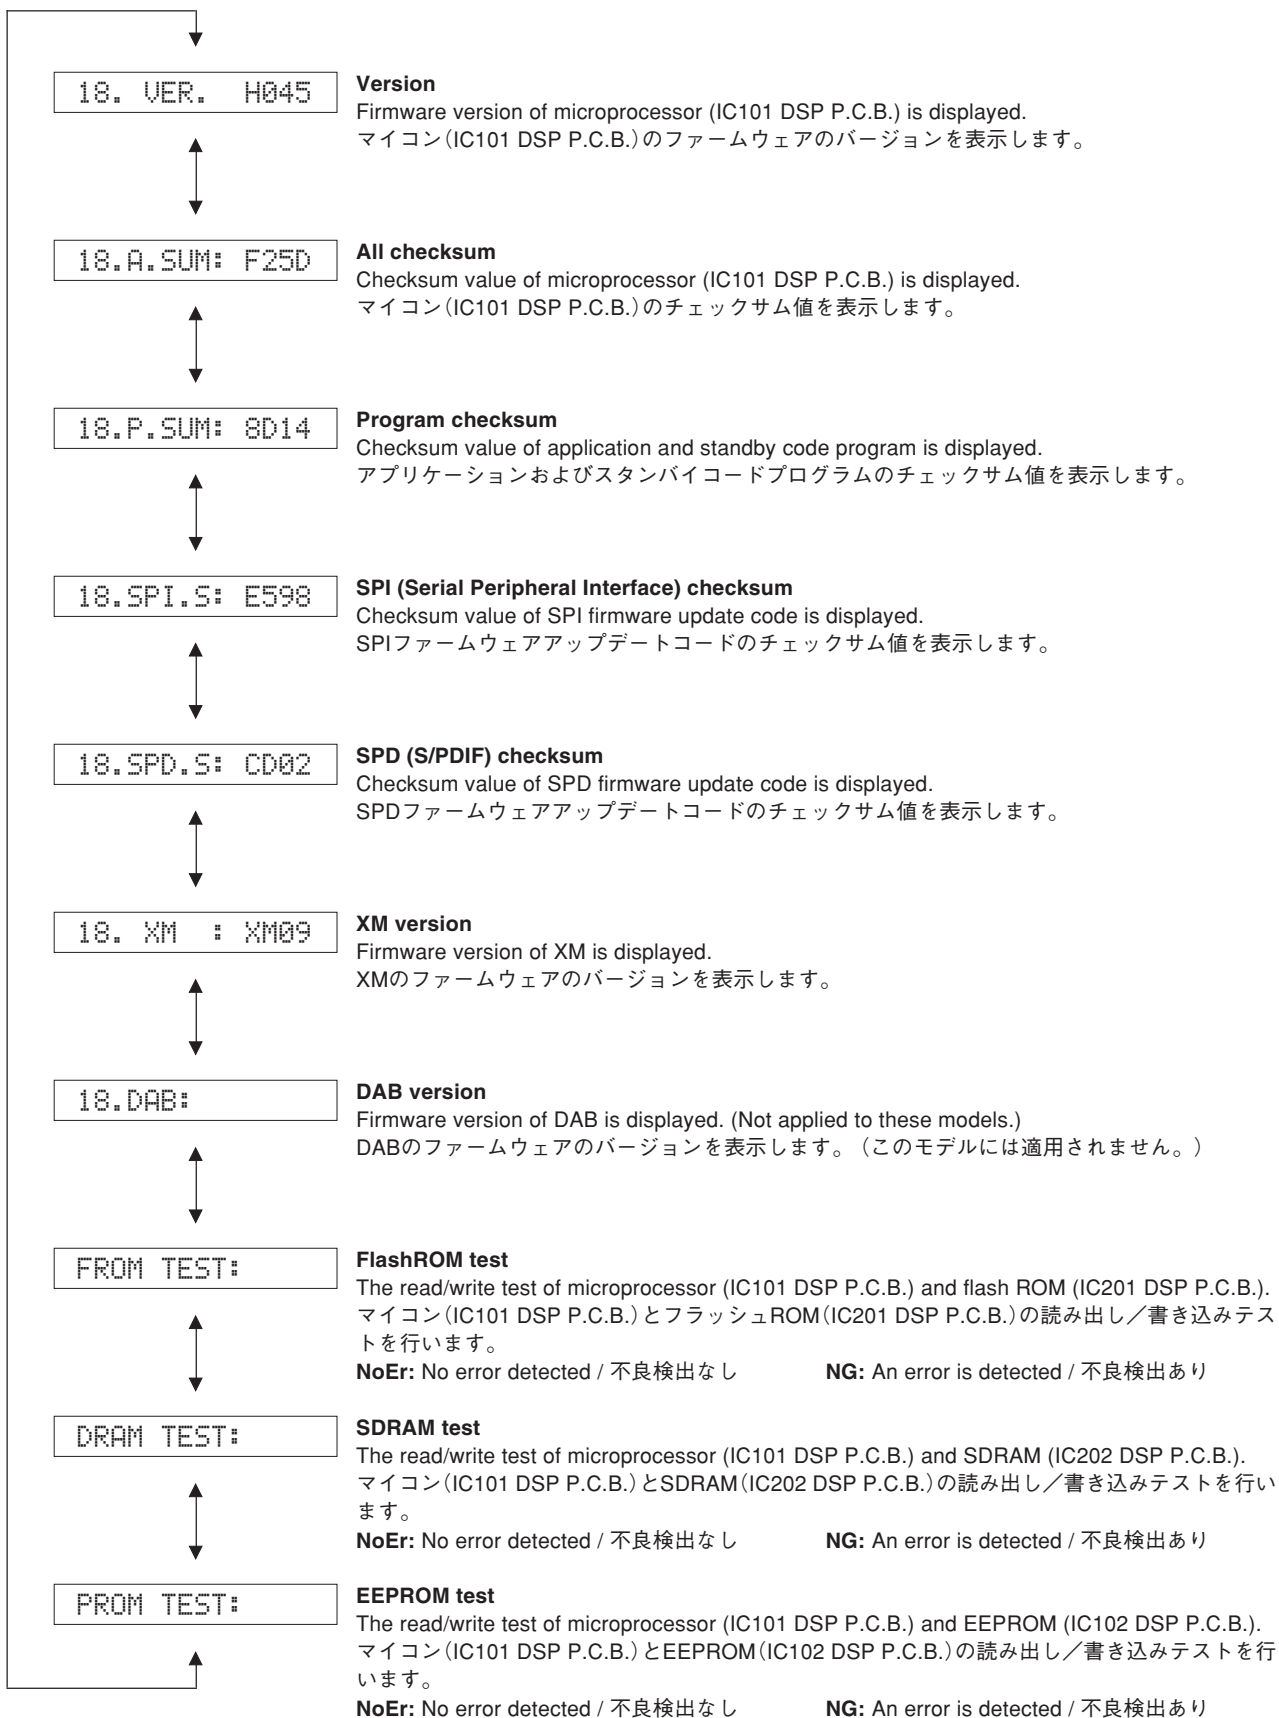 18. VER.  H045
Version
Firmware version of microprocessor (IC101 DSP P.C.B.) is displayed.
マイコン（IC101 DSP P.C.B.）のファームウェアのバージョンを表示します。
18.A.SUM: F25D
All checksum
Checksum value of microprocessor (IC101 DSP P.C.B.) is displayed.
マイコン（IC101 DSP P.C.B.）のチェックサム値を表示します。
18.P.SUM: 8D14
Program checksum
Checksum value of application and standby code program is displayed.
アプリケーションおよびスタンバイコードプログラムのチェックサム値を表示します。
18.SPI.S: E598
SPI (Serial Peripheral Interface) checksum
Checksum value of SPI firmware update code is displayed.
SPIファームウェアアップデートコードのチェックサム値を表示します。
18.SPD.S: CD02
SPD (S/PDIF) checksum
Checksum value of SPD firmware update code is displayed.
SPDファームウェアアップデートコードのチェックサム値を表示します。
18. XM  : XM09
XM version
Firmware version of XM is displayed.
XMのファームウェアのバージョンを表示します。
18.DAB:
DAB version
Firmware version of DAB is displayed. (Not applied to these models.)
DABのファームウェアのバージョンを表示します。（このモデルには適用されません。）
FROM TEST:
FlashROM test
The read/write test of microprocessor (IC101 DSP P.C.B.) and flash ROM (IC201 DSP P.C.B.).
マイコン（IC101 DSP P.C.B.）とフラッシュROM（IC201 DSP P.C.B.）の読み出し／書き込みテス
トを行います。
NoEr: No error detected / 不良検出なし  NG: An error is detected / 不良検出あり
DRAM TEST:
SDRAM test
The read/write test of microprocessor (IC101 DSP P.C.B.) and SDRAM (IC202 DSP P.C.B.).
マイコン（IC101 DSP P.C.B.）とSDRAM（IC202 DSP P.C.B.）の読み出し／書き込みテストを行い
ます。
NoEr: No error detected / 不良検出なし  NG: An error is detected / 不良検出あり
PROM TEST:
EEPROM test
The read/write test of microprocessor (IC101 DSP P.C.B.) and EEPROM (IC102 DSP P.C.B.).
マイコン（IC101 DSP P.C.B.）とEEPROM（IC102 DSP P.C.B.）の読み出し／書き込みテストを行
います。
NoEr: No error detected / 不良検出なし  NG: An error is detected / 不良検出あり